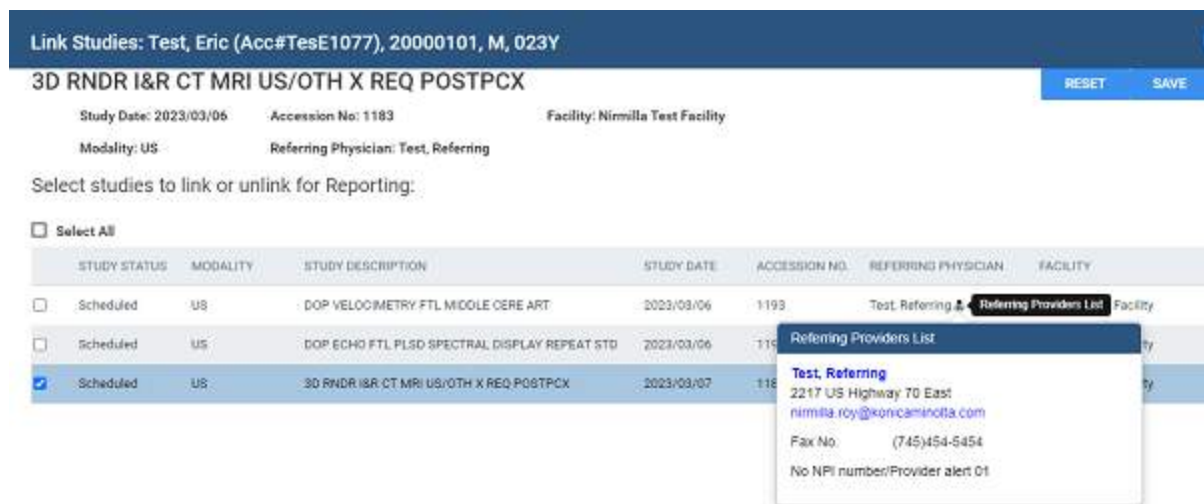 Link Studies: Test, Eric (Acc#TesE1077), 20000101, M, 023Y
3D RNDR I&R CT MRI US/OTH X REQ POSTPCX
RESET SAVE
Study Date: 2023/03/06 Accession No: 1183 Facility: Nirmilla Test Facility
Modality: US Referring Physician: Test, Referring
Select studies to link or unlink for Reporting:
Select All
STUDY STATUS MODALITY STUDY DESCRIPTION STUDY DATE ACCESSION NO. REFERRING PHYSICIAN FACILITY
Scheduled US DOP VELOCIMETRY FTL MIDDLE CERE ART 2023/03/06 1193 Test, Referring Referring Providers List Facility
Scheduled US DOP ECHO FTL PLSD SPECTRAL DISPLAY REPEAT STD 2023/03/06
Scheduled US 3D RNDR I&R CT MRI US/OTH X REQ POSTPCX 2023/03/07
Referring Providers List
Test, Referring
2217 US Highway 70 East
nirmilla.roy@konicaminolta.com
Fax No. (745)454-5454
No NPI number/Provider alert 01